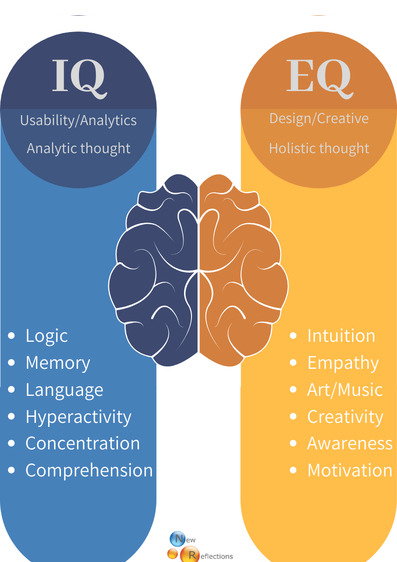 IQ
Usability/Analytics
Analytic thought
Logic
Memory
Language
Hyperactivity
Concentration
Comprehension
EQ
Design/Creative
Holistic thought
Intuition
Empathy
Art/Music
Creativity
Awareness
Motivation
New
Reflections